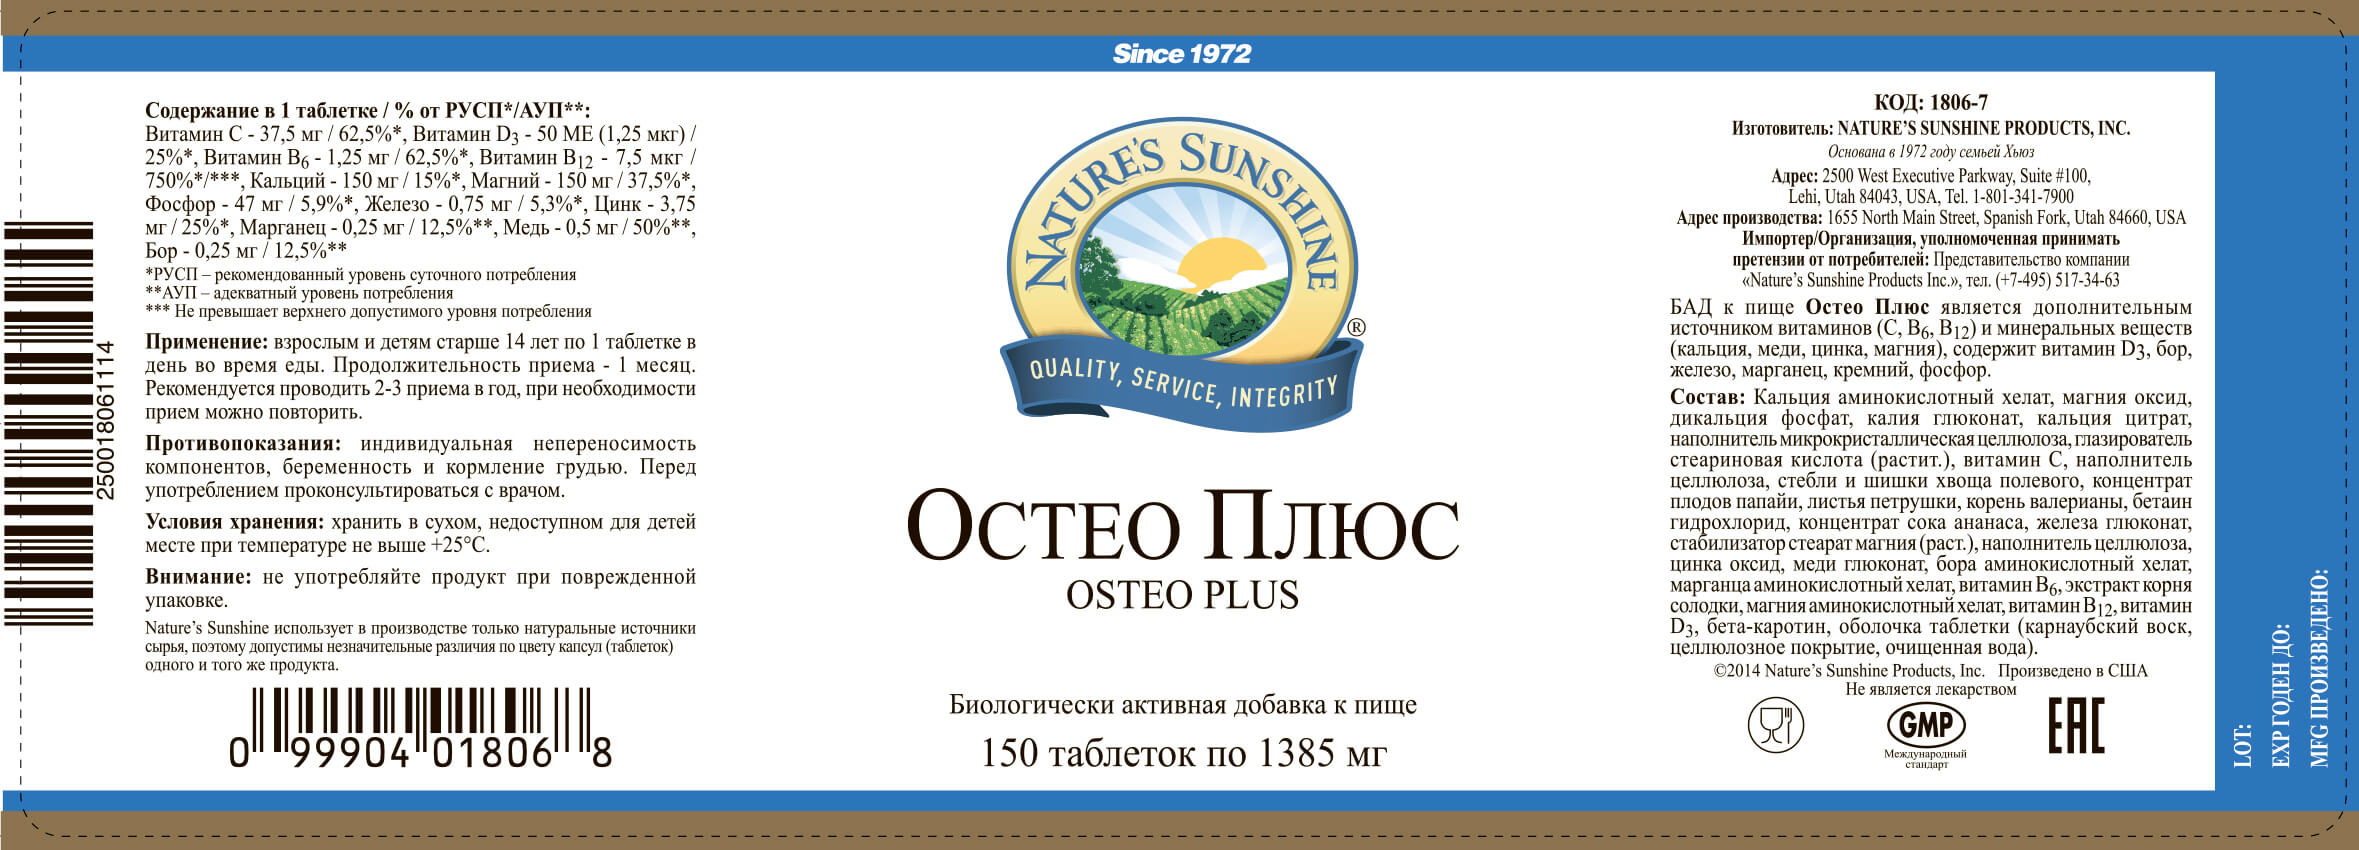 Since 1972
Содержание в 1 таблетке / % от РУСП*/АУП**:
Витамин С - 37,5 мг / 62,5%*, Витамин D3 - 50 МЕ (1,25 мкг) /
25%*, Витамин B6 - 1,25 мг / 62,5%*, Витамин B12 - 7,5 мкг /
750%*/***, Кальций - 150 мг / 15%*, Магний - 150 мг / 37,5%*,
Фосфор - 47 мг / 5,9%*, Железо - 0,75 мг / 5,3%*, Цинк - 3,75
мг / 25%*, Марганец - 0,25 мг / 12,5%**, Медь - 0,5 мг / 50%**,
Бор - 0,25 мг / 12,5%**
*РУСП – рекомендованный уровень суточного потребления
**АУП – адекватный уровень потребления
*** Не превышает верхнего допустимого уровня потребления
Применение: взрослым и детям старше 14 лет по 1 таблетке в
день во время еды. Продолжительность приема - 1 месяц.
Рекомендуется проводить 2-3 приема в год, при необходимости
прием можно повторить.
Противопоказания: индивидуальная непереносимость
компонентов, беременность и кормление грудью. Перед
употреблением проконсультироваться с врачом.
Условия хранения: хранить в сухом, недоступном для детей
месте при температуре не выше +25°С.
Внимание: не употребляйте продукт при поврежденной
упаковке.
Nature's Sunshine использует в производстве только натуральные источники
сырья, поэтому допустимы незначительные различия по цвету капсул (таблеток)
одного и того же продукта.
0 99904 01806 8
250018061114
NATURE'S SUNSHINE
®
QUALITY, SERVICE, INTEGRITY
ОСТЕО ПЛЮС
OSTEO PLUS
Биологически активная добавка к пище
150 таблеток по 1385 мг
КОД: 1806-7
Изготовитель: NATURE'S SUNSHINE PRODUCTS, INC.
Основана в 1972 году семьей Хьюз
Адрес: 2500 West Executive Parkway, Suite #100,
Lehi, Utah 84043, USA, Tel. 1-801-341-7900
Адрес производства: 1655 North Main Street, Spanish Fork, Utah 84660, USA
Импортер/Организация, уполномоченная принимать
претензии от потребителей: Представительство компании
«Nature's Sunshine Products Inc.», тел. (+7-495) 517-34-63
БАД к пище Остео Плюс является дополнительным
источником витаминов (С, B6, B12) и минеральных веществ
(кальция, меди, цинка, магния), содержит витамин D3, бор,
железо, марганец, кремний, фосфор.
Состав: Кальция аминокислотный хелат, магния оксид,
дикальция фосфат, калия глюконат, кальция цитрат,
наполнитель микрокристаллическая целлюлоза, глазирователь
стеариновая кислота (растит.), витамин С, наполнитель
целлюлоза, стебли и шишки хвоща полевого, концентрат
плодов папайи, листья петрушки, корень валерианы, бетаин
гидрохлорид, концентрат сока ананаса, железа глюконат,
стабилизатор стеарат магния (раст.), наполнитель целлюлоза,
цинка оксид, меди глюконат, бора аминокислотный хелат,
марганца аминокислотный хелат, витамин B6, экстракт корня
солодки, магния аминокислотный хелат, витамин B12, витамин
D3, бета-каротин, оболочка таблетки (карнаубский воск,
целлюлозное покрытие, очищенная вода).
©2014 Nature's Sunshine Products, Inc. Произведено в США
Не является лекарством
GMP
Международный
стандарт
EAC
LOT:
EXP ГОДЕН ДО:
MFG ПРОИЗВЕДЕНО: